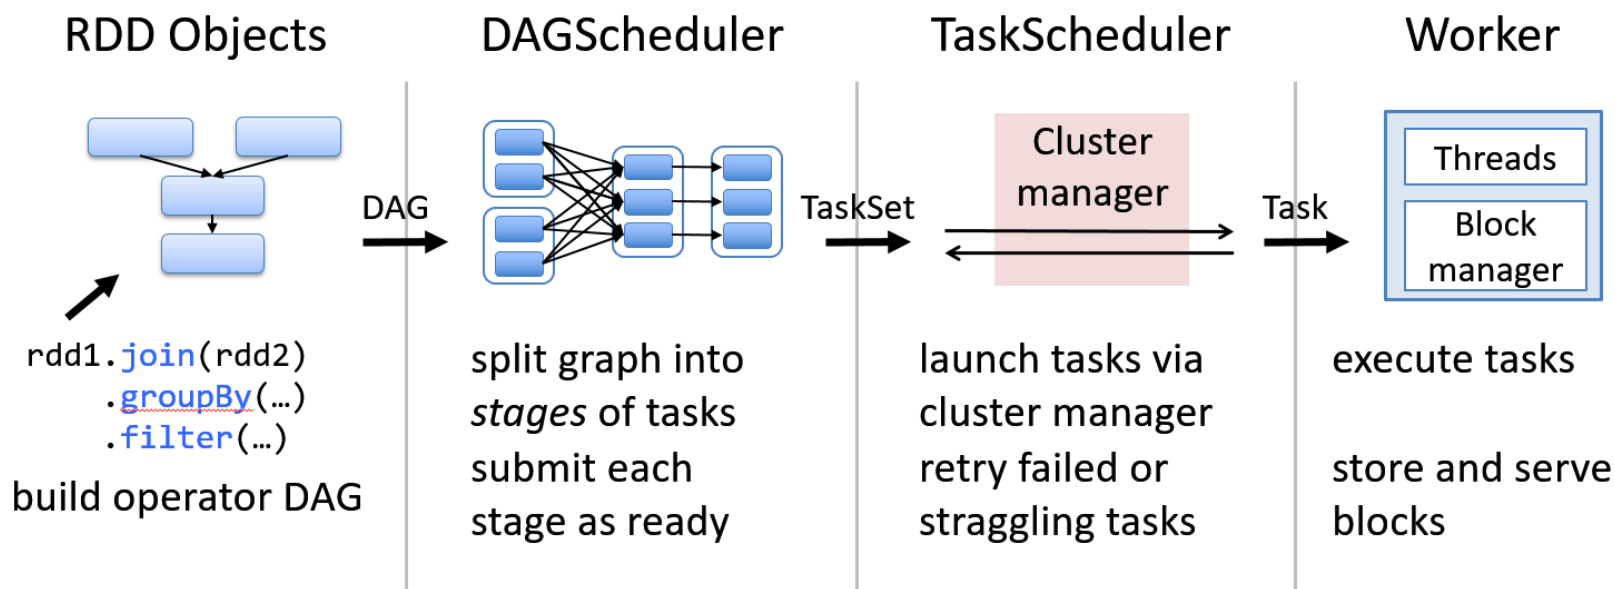 RDD Objects
DAGScheduler
TaskScheduler
Worker
DAG
TaskSet
Cluster
manager
Task
Threads
Block
manager
rdd1.join(rdd2)
.groupBy(…)
.filter(…)
build operator DAG
split graph into
stages of tasks
submit each
stage as ready
launch tasks via
cluster manager
retry failed or
straggling tasks
execute tasks
store and serve
blocks